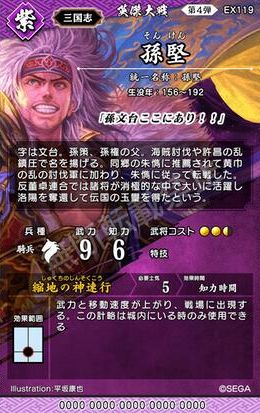 紫
三国志
英傑大戦
第4弾
EX119
そん けん
孫堅
統一名称:孫堅
生没年:156~192
「孫文台ここにあり!!」
字は文台。孫策、孫権の父。海賊討伐や許昌の乱
鎮圧で名を揚げる。同郷の朱儁に推薦されて黄巾
の乱の討伐軍に加わり、朱儁に従って転戦した。
反董卓連合では諸将が消極的な中で大いに活躍し
洛陽を奪還して伝国の玉璽を得たという。
兵種 武力 知力 武将コスト
騎兵 9 6 特技
しゅくちのじんそくこう 必要士気 効果時間
縮地の神速行 5 知力時間
効果範囲
武力と移動速度が上がり、戦場に出現す
る。この計略は城内にいる時のみ使用でき
る
Illustration:平坂康也 ©SEGA
0000 0000 0000 0000 0000